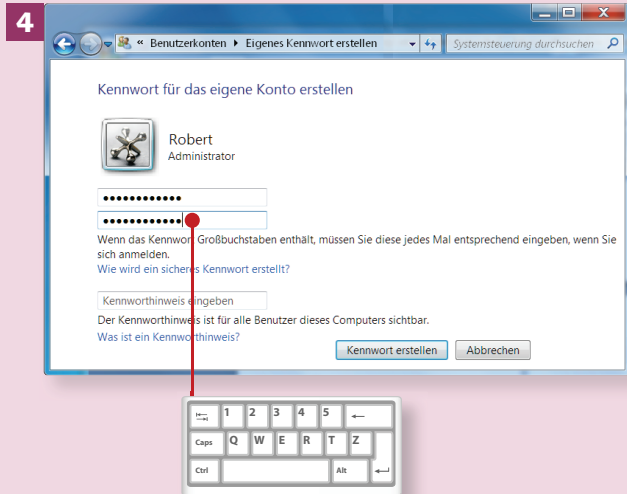 4
« Benutzerkonten ▸ Eigenes Kennwort erstellen
Systemsteuerung durchsuchen
Kennwort für das eigene Konto erstellen
Robert
Administrator
●●●●●●●●●●●●
●●●●●●●●●●●●
Wenn das Kennwort Großbuchstaben enthält, müssen Sie diese jedes Mal entsprechend eingeben, wenn Sie
sich anmelden.
Wie wird ein sicheres Kennwort erstellt?
Kennworthinweis eingeben
Der Kennworthinweis ist für alle Benutzer dieses Computers sichtbar.
Was ist ein Kennworthinweis?
Kennwort erstellen Abbrechen
1 2 3 4 5
Caps Q W E R T Z
Ctrl Alt